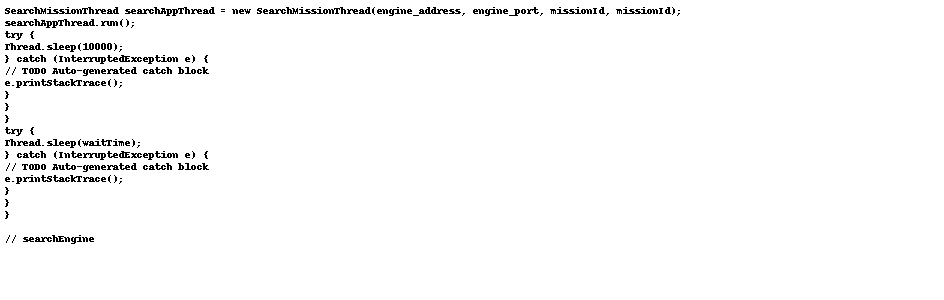 SearchMissionThread searchAppThread = new SearchMissionThread(engine_address, engine_port, missionId, missionId);
searchAppThread.run();
try {
Thread.sleep(10000);
} catch (InterruptedException e) {
// TODO Auto-generated catch block
e.printStackTrace();
}
}
}
try {
Thread.sleep(waitTime);
} catch (InterruptedException e) {
// TODO Auto-generated catch block
e.printStackTrace();
}
}
}
// searchEngine